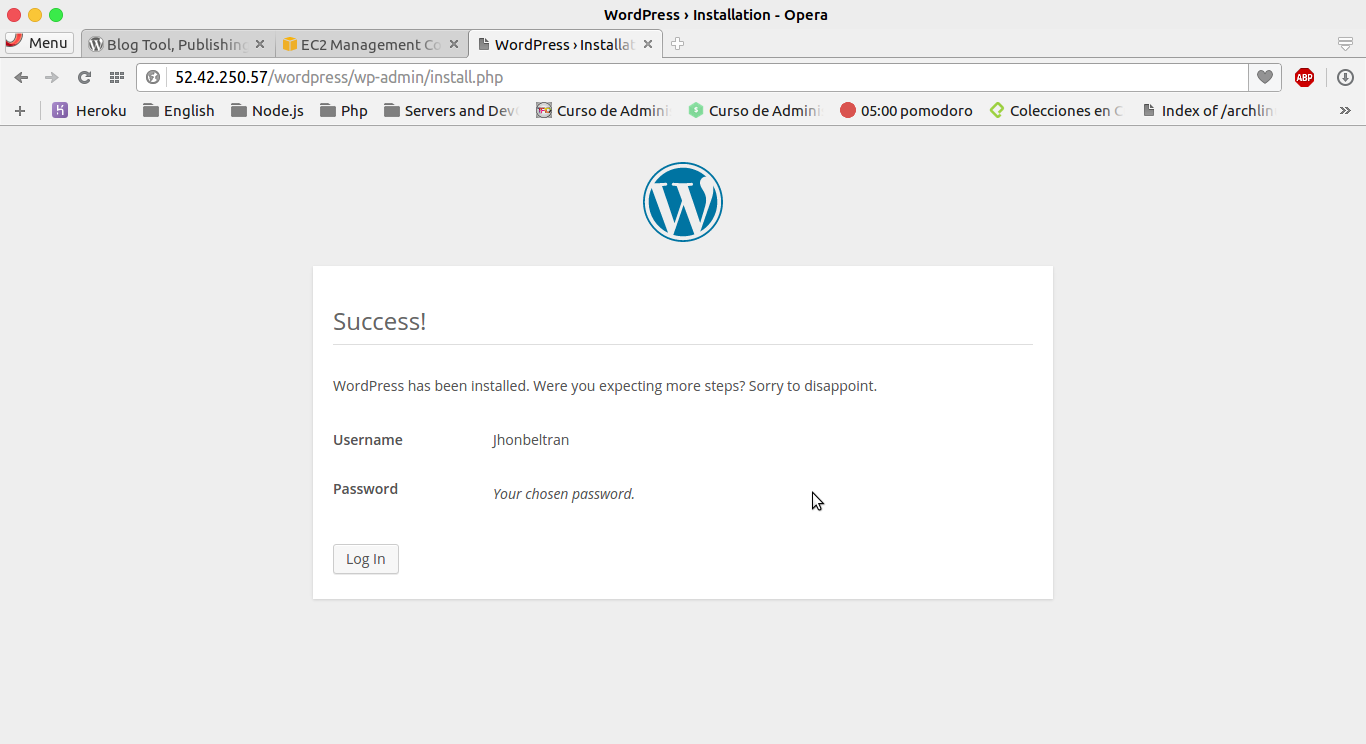 WordPress › Installation - Opera
Menu
Blog Tool, Publishing
EC2 Management Co
WordPress › Installat
52.42.250.57/wordpress/wp-admin/install.php
ABP
Heroku
English
Node.js
Php
Servers and Dev
Curso de Admini
Curso de Admini
05:00 pomodoro
Colecciones en C
Index of /archlin
Success!
WordPress has been installed. Were you expecting more steps? Sorry to disappoint.
Username Jhonbeltran
Password Your chosen password.
Log In